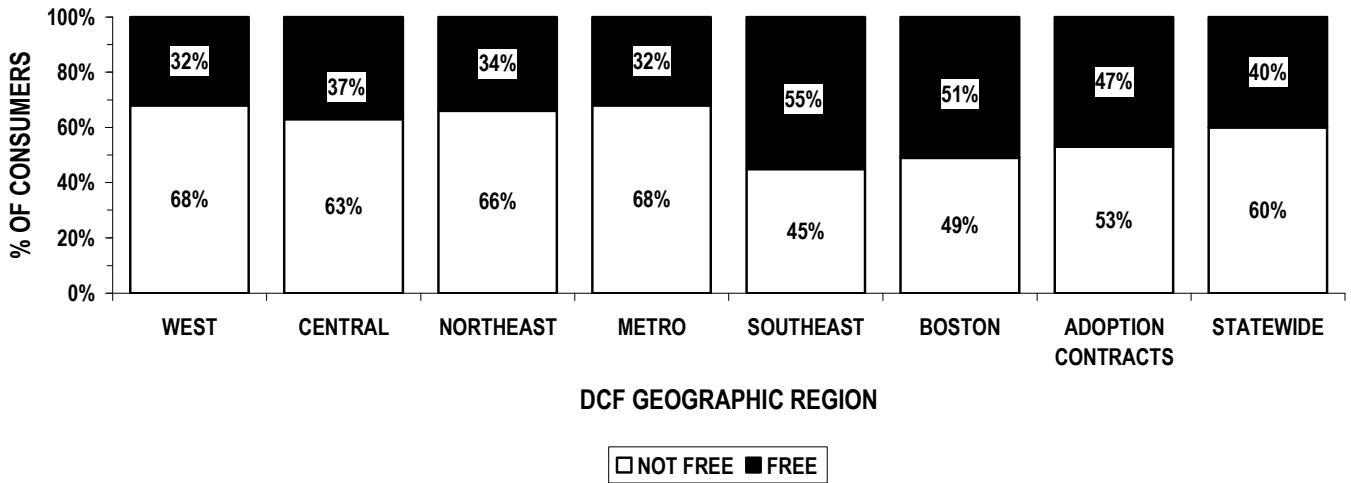 % OF CONSUMERS
100%
80%
60%
40%
20%
0%
32%
37%
34%
32%
55%
51%
47%
40%
68%
63%
66%
68%
45%
49%
53%
60%
WEST
CENTRAL
NORTHEAST
METRO
SOUTHEAST
BOSTON
ADOPTION
CONTRACTS
STATEWIDE
DCF GEOGRAPHIC REGION
NOT FREE
FREE